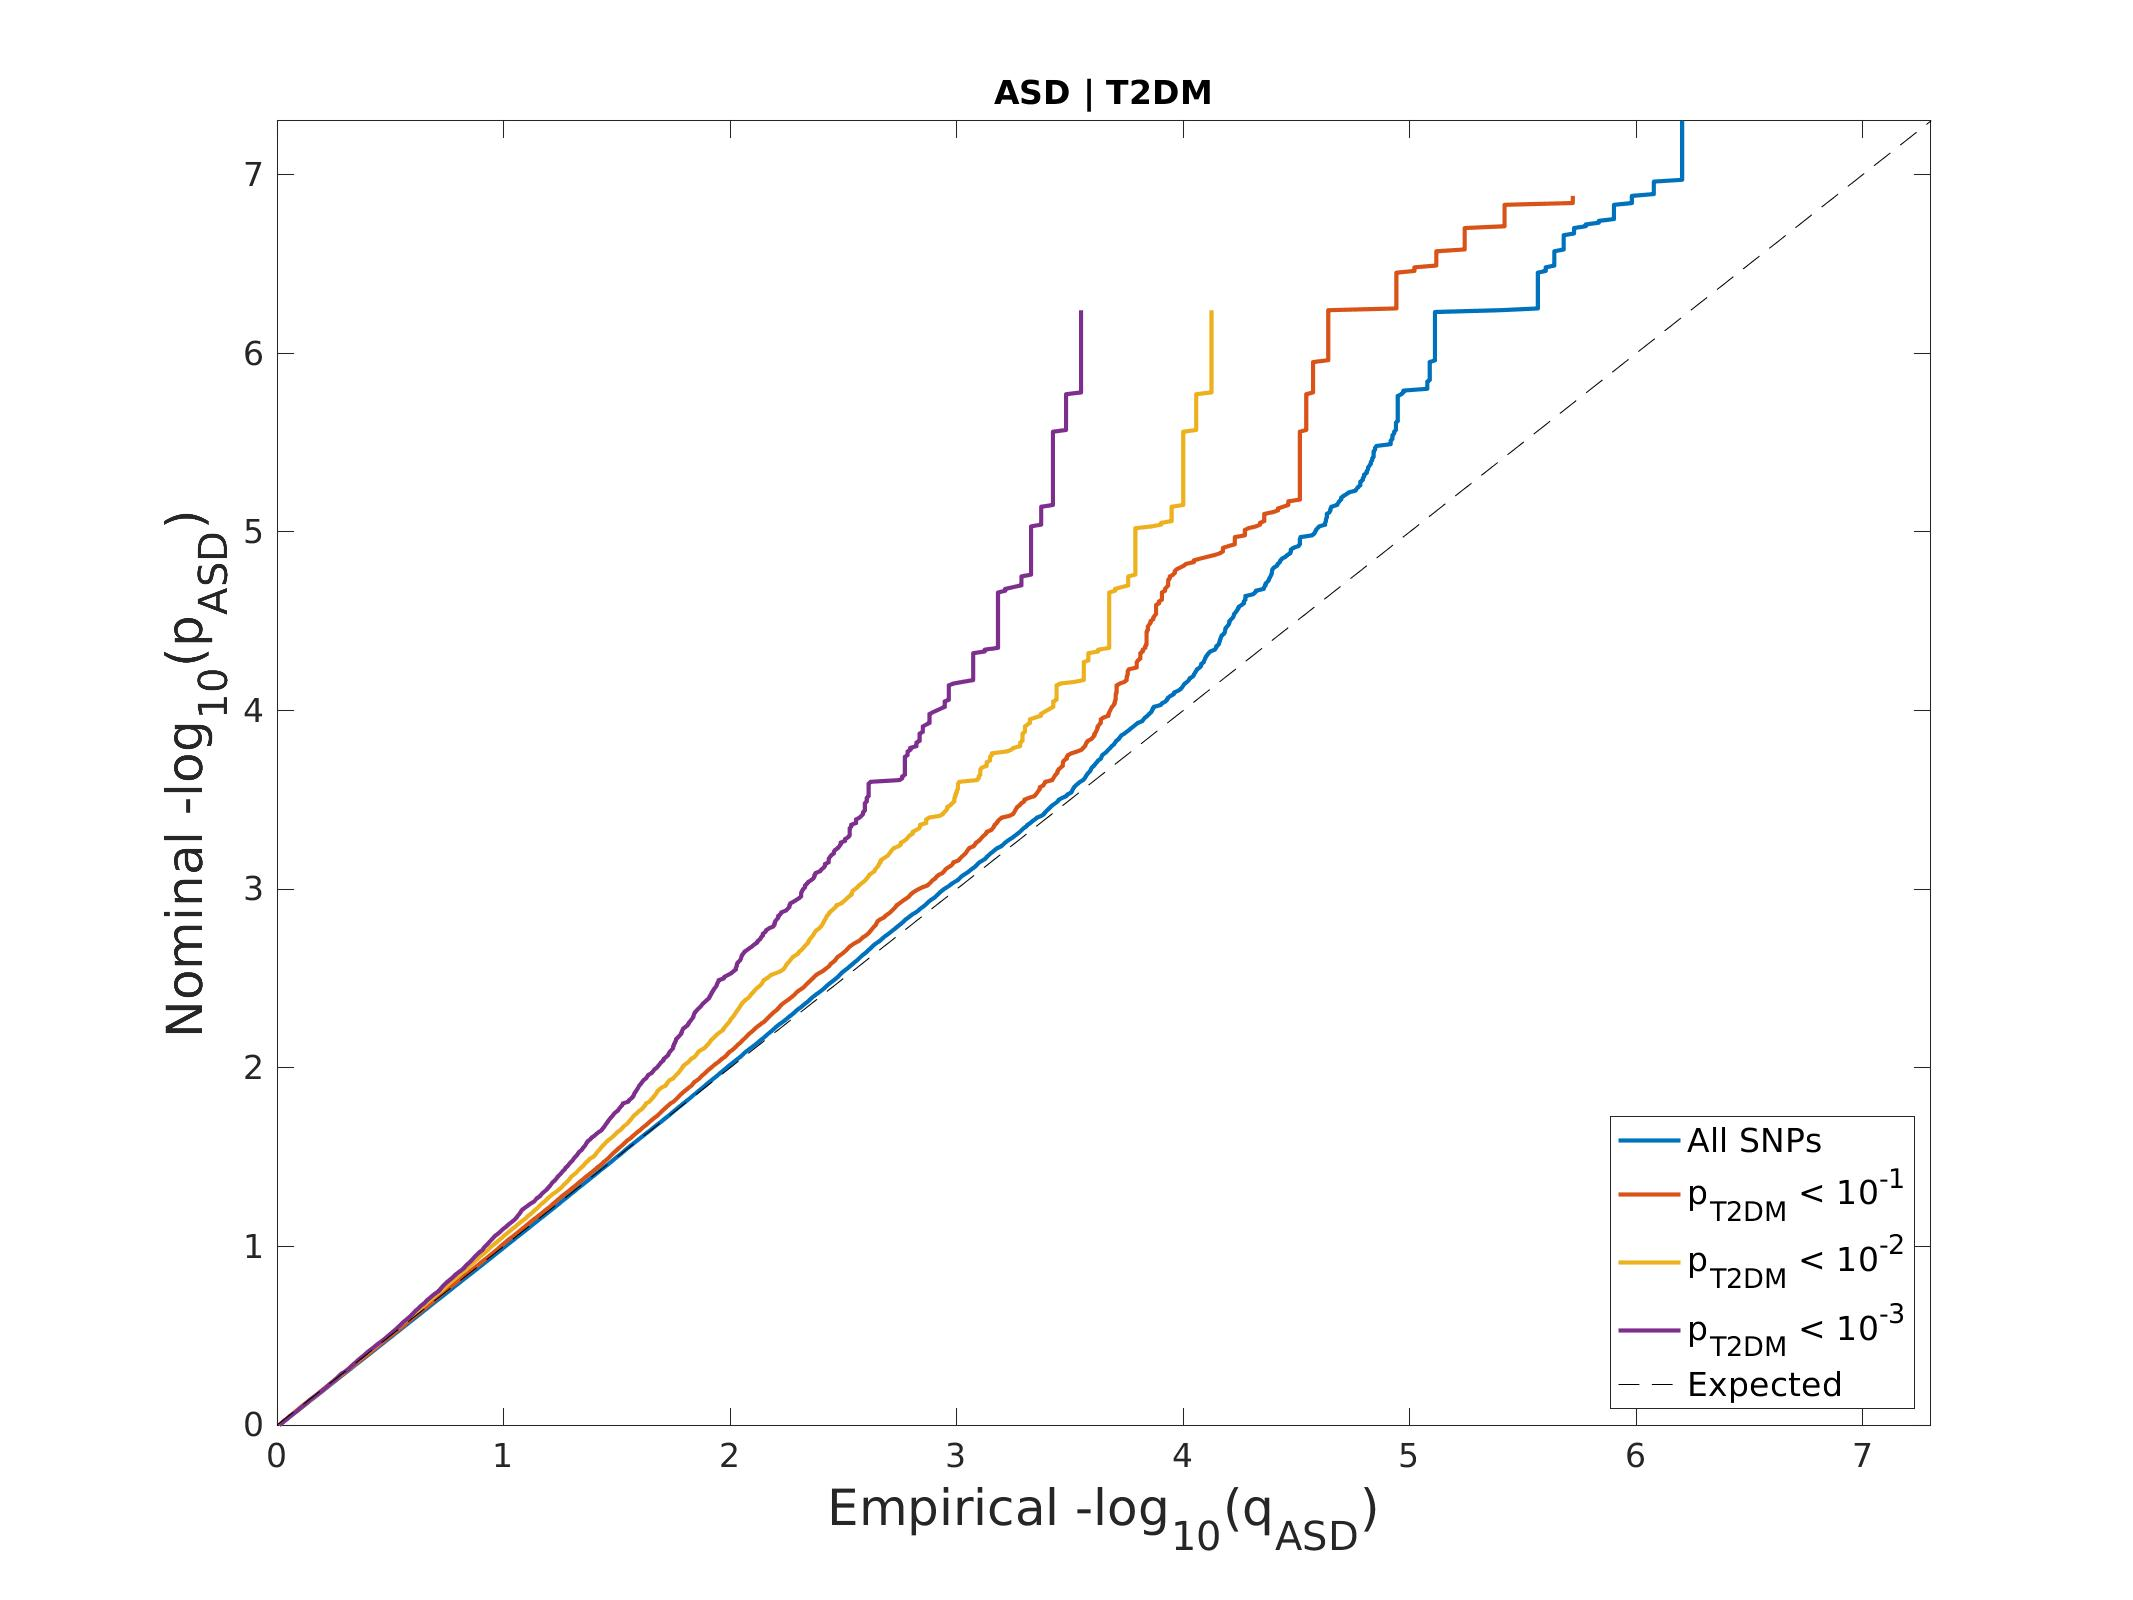 ASD | T2DM
Nominal -log10(pASD)
7
6
5
4
3
2
1
0
0 1 2 3 4 5 6 7
Empirical -log10(qASD)
All SNPs
pT2DM < 10-1
pT2DM < 10-2
pT2DM < 10-3
Expected